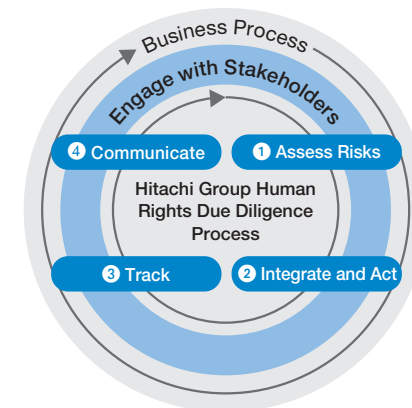 Business Process
Engage with Stakeholders
4 Communicate
1 Assess Risks
Hitachi Group Human
Rights Due Diligence
Process
3 Track
2 Integrate and Act